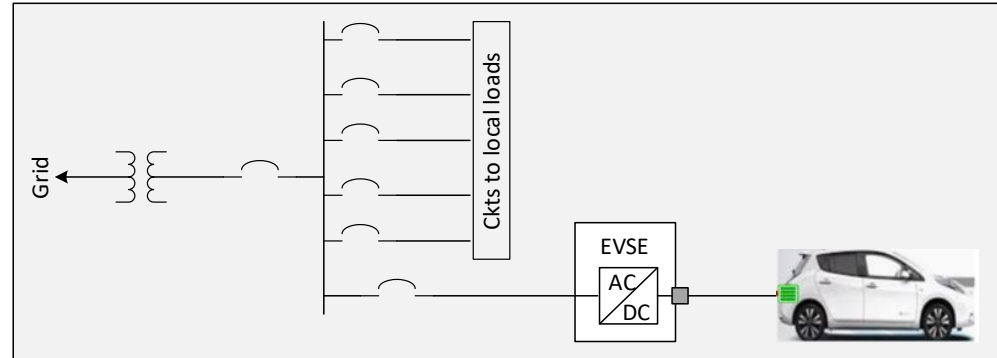 Grid
Ckts to local loads
EVSE
AC
DC